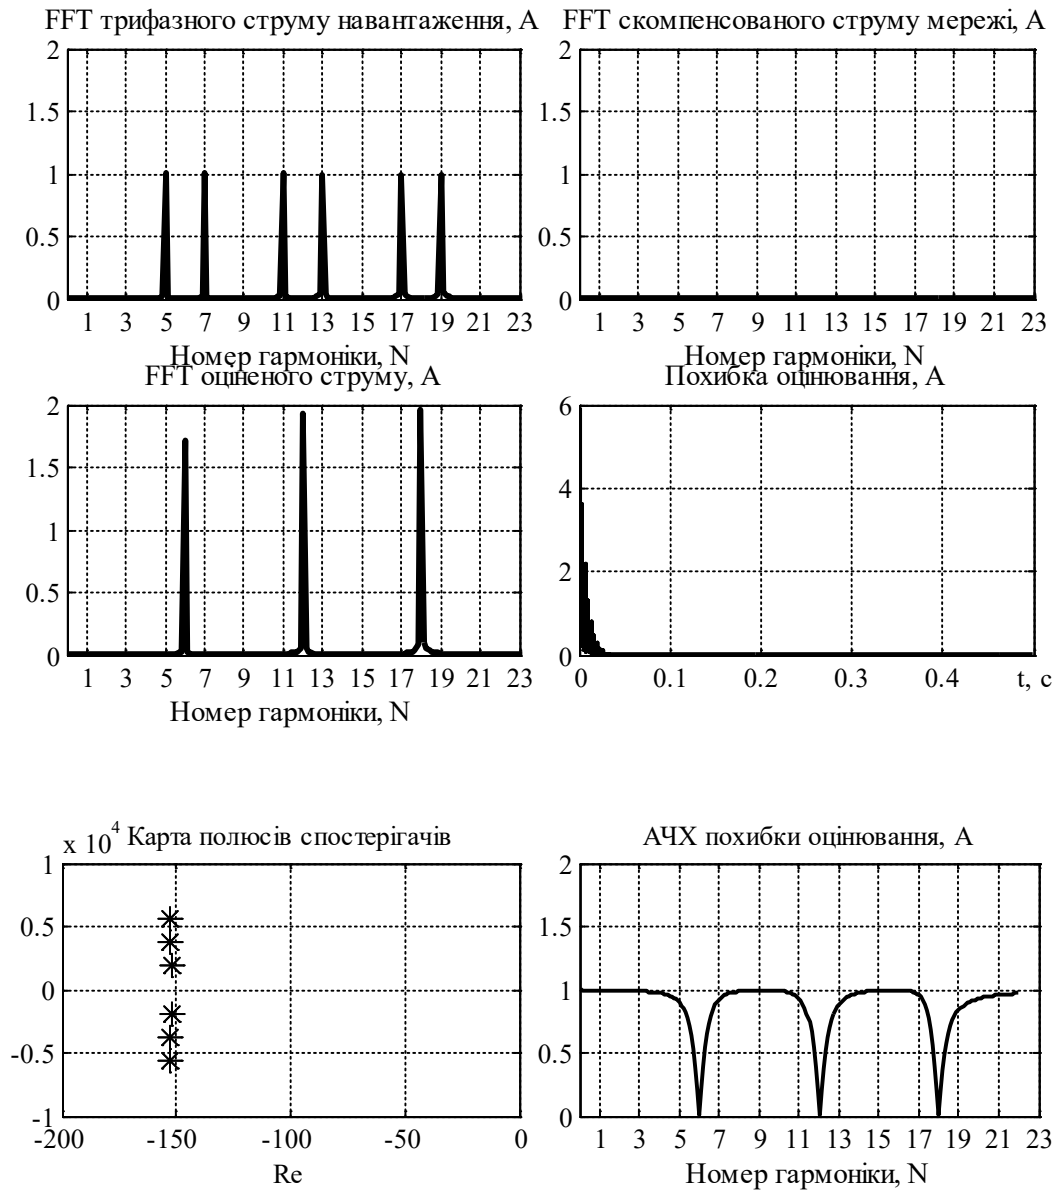 FFT трифазного струму навантаження, А
2
1.5
1
0.5
0
1 3 5 7 9 11 13 15 17 19 21 23
Номер гармоніки, N
FFT скомпенсованого струму мережі, А
2
1.5
1
0.5
0
1 3 5 7 9 11 13 15 17 19 21 23
Номер гармоніки, N
FFT оціненого струму, А
2
1.5
1
0.5
0
1 3 5 7 9 11 13 15 17 19 21 23
Номер гармоніки, N
Похибка оцінювання, А
6
4
2
0
0 0.1 0.2 0.3 0.4 t, с
x 10^4 Карта полюсів спостерігачів
1
0.5
0
-0.5
-1
-200 -150 -100 -50 0
Re
АЧХ похибки оцінювання, А
2
1.5
1
0.5
0
1 3 5 7 9 11 13 15 17 19 21 23
Номер гармоніки, N